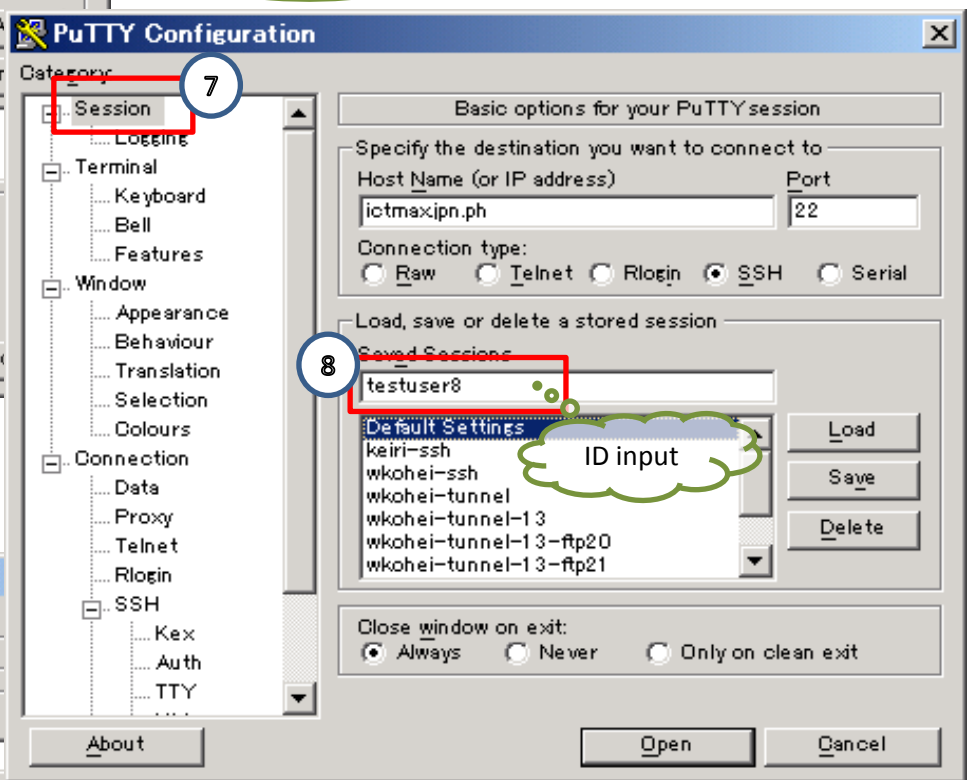 PuTTY Configuration
Category:
7
Session
Logging
Terminal
Keyboard
Bell
Features
Window
Appearance
Behaviour
Translation
Selection
Colours
Connection
Data
Proxy
Telnet
Rlogin
SSH
Kex
Auth
TTY
Basic options for your PuTTY session
Specify the destination you want to connect to
Host Name (or IP address) Port
ictmaxjpn.ph 22
Connection type:
Raw Telnet Rlogin SSH Serial
Load, save or delete a stored session
8
Saved Sessions
testuser8
Default Settings
keiri-ssh
wkohei-ssh
wkohei-tunnel
wkohei-tunnel-13
wkohei-tunnel-13-ftp20
wkohei-tunnel-13-ftp21
ID input
Load
Save
Delete
Close window on exit:
Always Never Only on clean exit
About Open Cancel